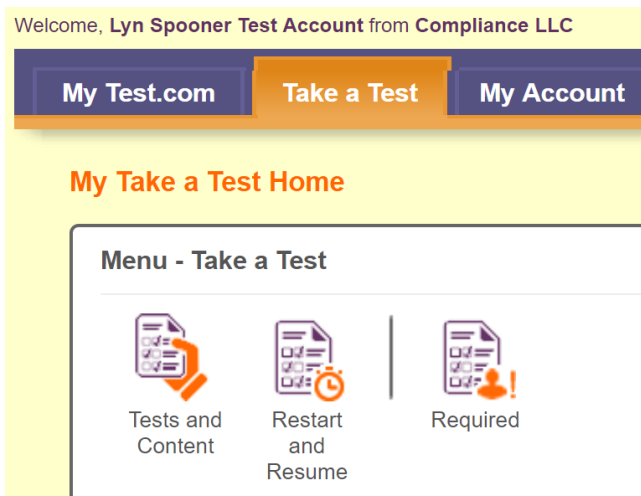 Welcome, Lyn Spooner Test Account from Compliance LLC
My Test.com Take a Test My Account
My Take a Test Home
Menu - Take a Test
Tests and
Content
Restart
and
Resume
Required